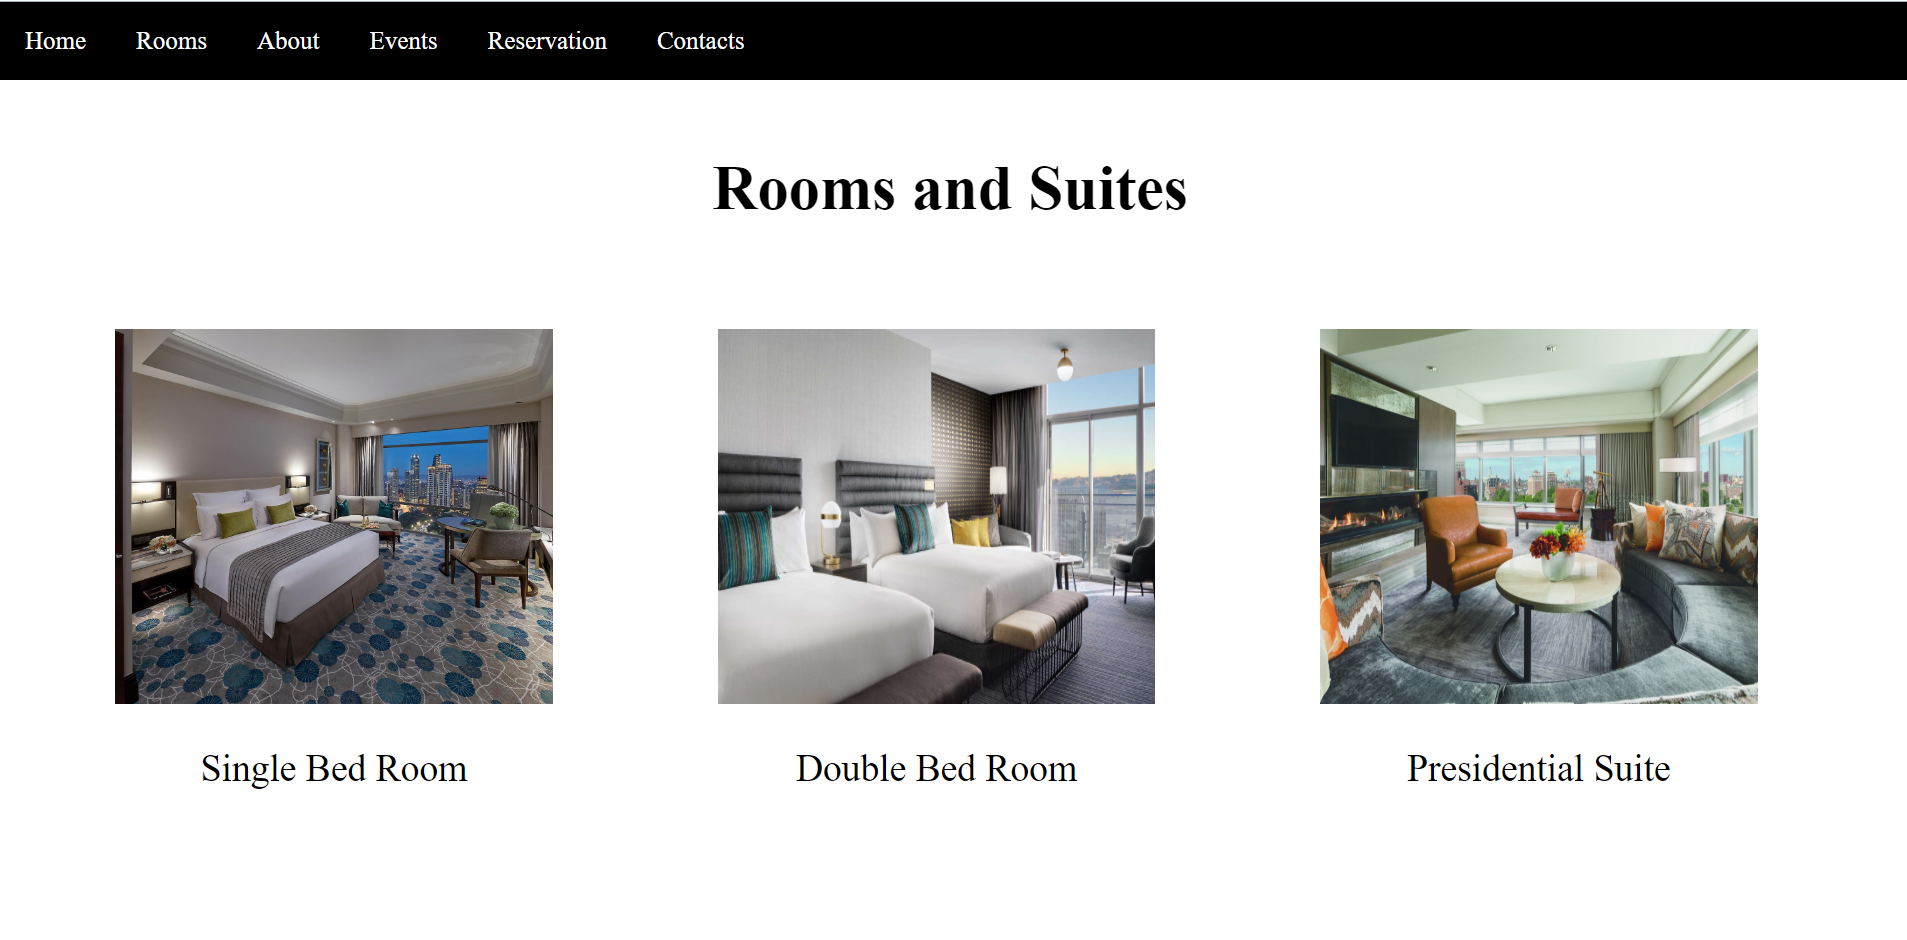 Home Rooms About Events Reservation Contacts
Rooms and Suites
Single Bed Room Double Bed Room Presidential Suite